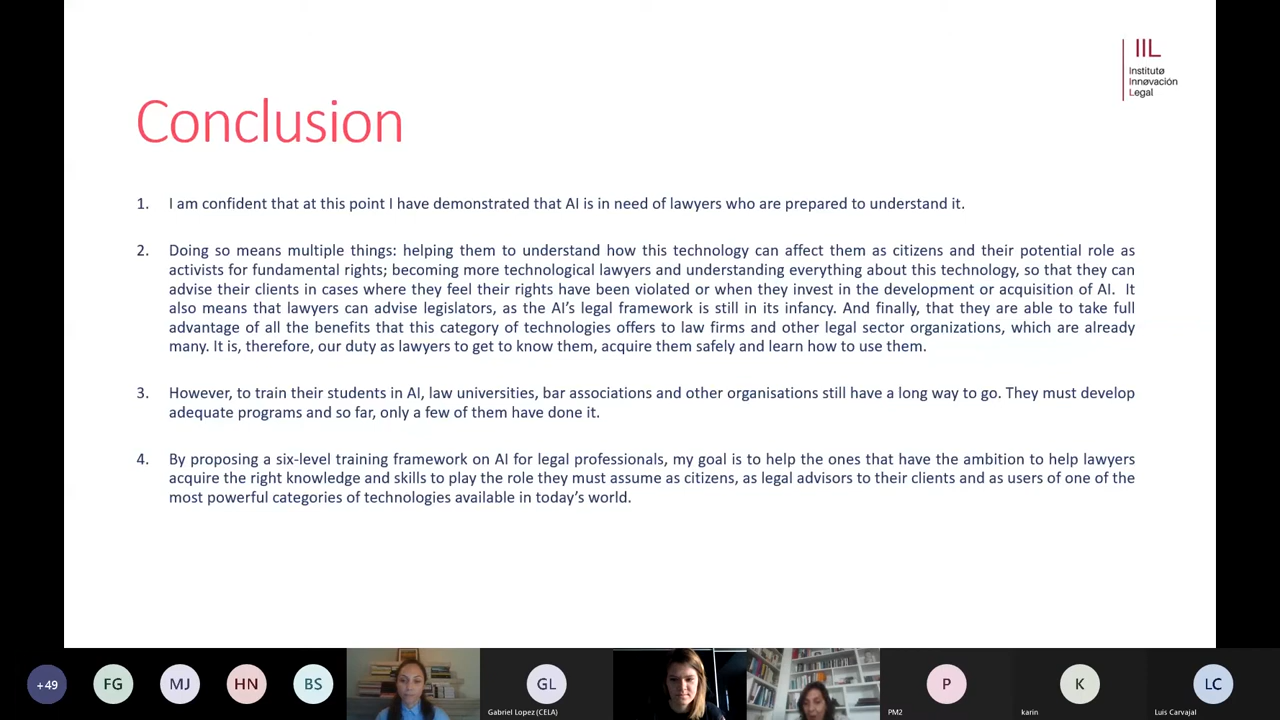 IIL
Institutø
Innøvación
Legal
Conclusion
1. I am confident that at this point I have demonstrated that AI is in need of lawyers who are prepared to understand it.
2. Doing so means multiple things: helping them to understand how this technology can affect them as citizens and their potential role as
activists for fundamental rights; becoming more technological lawyers and understanding everything about this technology, so that they can
advise their clients in cases where they feel their rights have been violated or when they invest in the development or acquisition of AI. It
also means that lawyers can advise legislators, as the AI's legal framework is still in its infancy. And finally, that they are able to take full
advantage of all the benefits that this category of technologies offers to law firms and other legal sector organizations, which are already
many. It is, therefore, our duty as lawyers to get to know them, acquire them safely and learn how to use them.
3. However, to train their students in AI, law universities, bar associations and other organisations still have a long way to go. They must develop
adequate programs and so far, only a few of them have done it.
4. By proposing a six-level training framework on AI for legal professionals, my goal is to help the ones that have the ambition to help lawyers
acquire the right knowledge and skills to play the role they must assume as citizens, as legal advisors to their clients and as users of one of the
most powerful categories of technologies available in today's world.
+49 FG MJ HN BS GL P K LC
Gabriel Lopez (CELA) PM2 karin Luis Carvajal